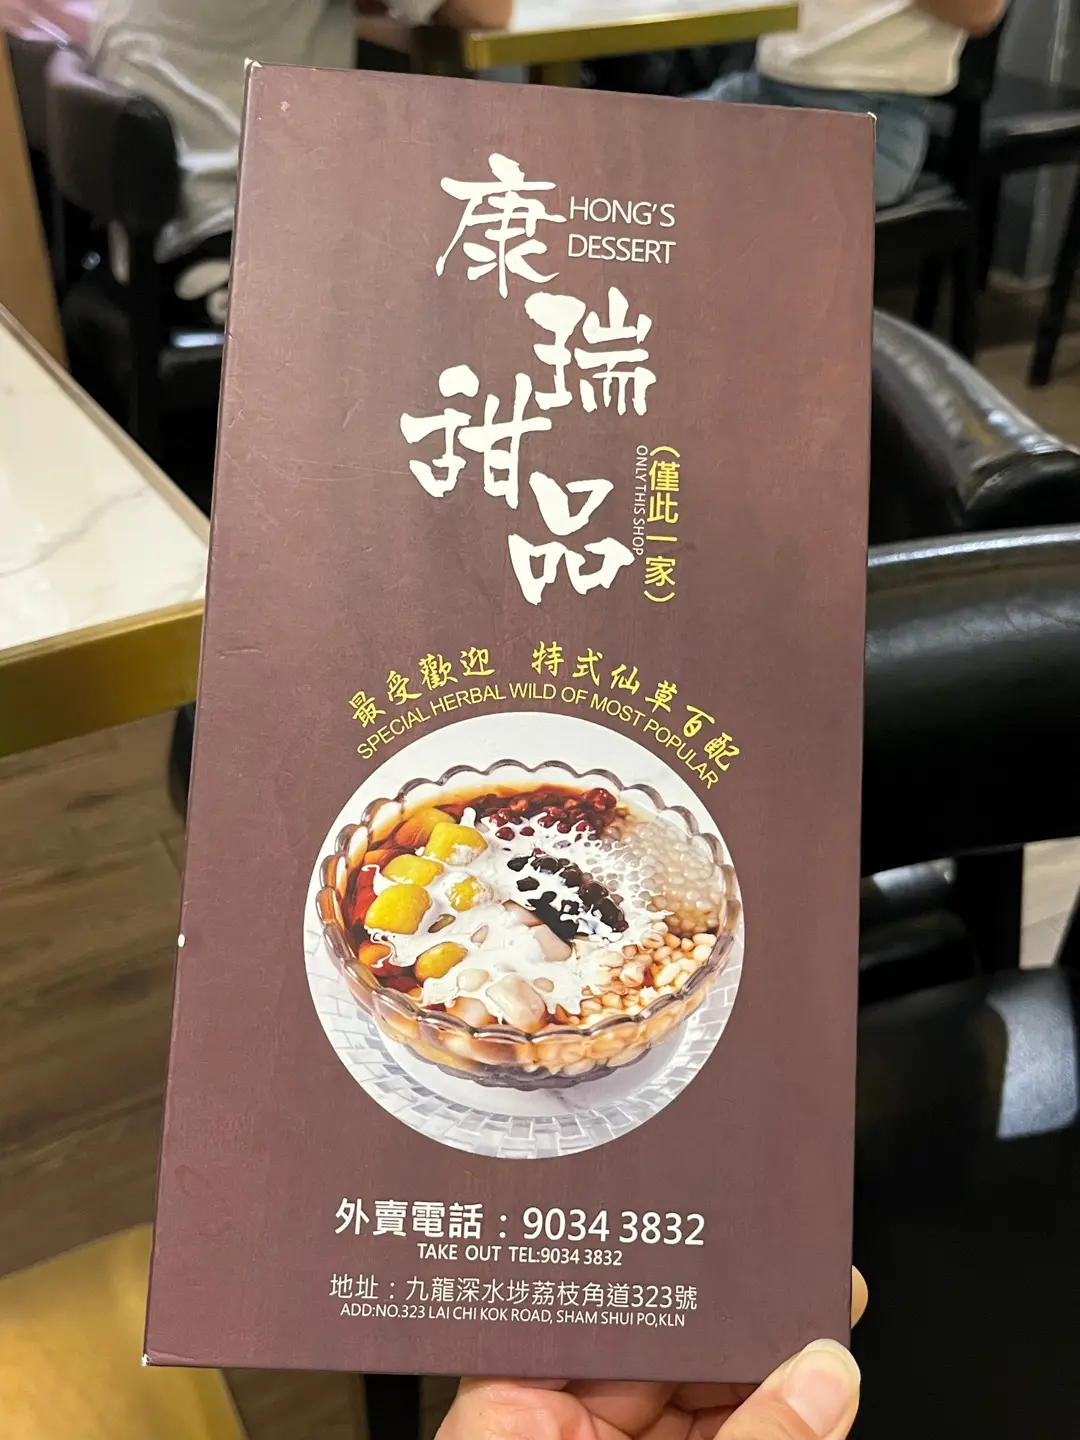 康瑞
HONG'S
DESSERT
甜品
(僅此一家)
ONLY THIS SHOP
最受歡迎 特式仙草百配
SPECIAL HERBAL WILD OF MOST POPULAR
外賣電話：9034 3832
TAKE OUT TEL:9034 3832
地址：九龍深水埗荔枝角道323號
ADD:NO.323 LAI CHI KOK ROAD, SHAM SHUI PO,KLN